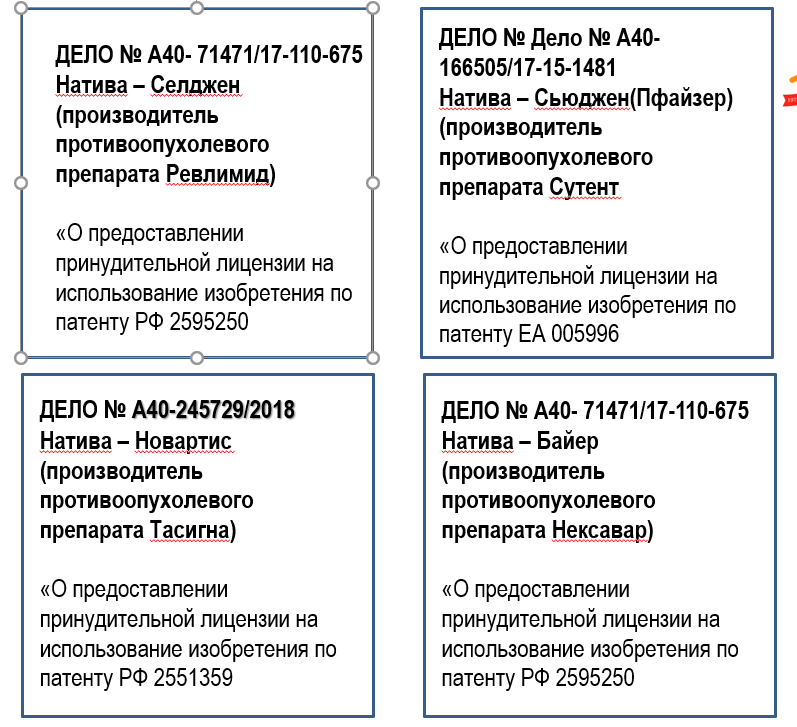 ДЕЛО № А40- 71471/17-110-675
Натива – Селджен
(производитель
противоопухолевого
препарата Ревлимид)
«О предоставлении
принудительной лицензии на
использование изобретения по
патенту РФ 2595250
ДЕЛО № Дело № А40-
166505/17-15-1481
Натива – Сьюджен(Пфайзер)
(производитель
противоопухолевого
препарата Сутент
«О предоставлении
принудительной лицензии на
использование изобретения по
патенту ЕА 005996
ДЕЛО № А40-245729/2018
Натива – Новартис
(производитель
противоопухолевого
препарата Тасигна)
«О предоставлении
принудительной лицензии на
использование изобретения по
патенту РФ 2551359
ДЕЛО № А40- 71471/17-110-675
Натива – Байер
(производитель
противоопухолевого
препарата Нексавар)
«О предоставлении
принудительной лицензии на
использование изобретения по
патенту РФ 2595250